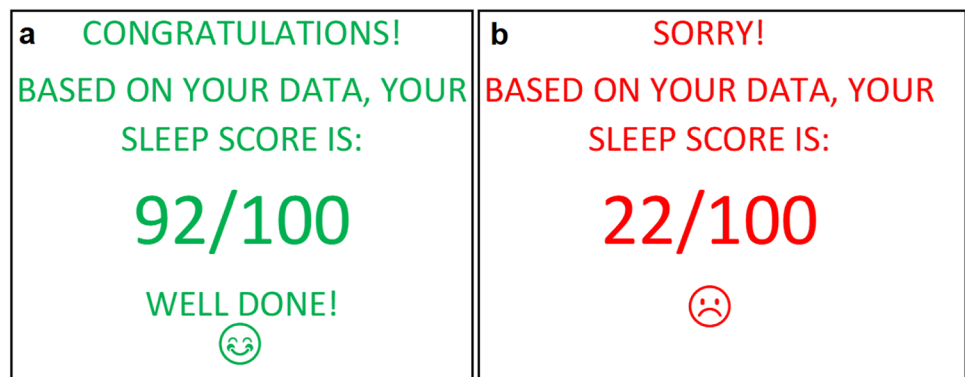 a
CONGRATULATIONS!
BASED ON YOUR DATA, YOUR
SLEEP SCORE IS:
92/100
WELL DONE!
b
SORRY!
BASED ON YOUR DATA, YOUR
SLEEP SCORE IS:
22/100